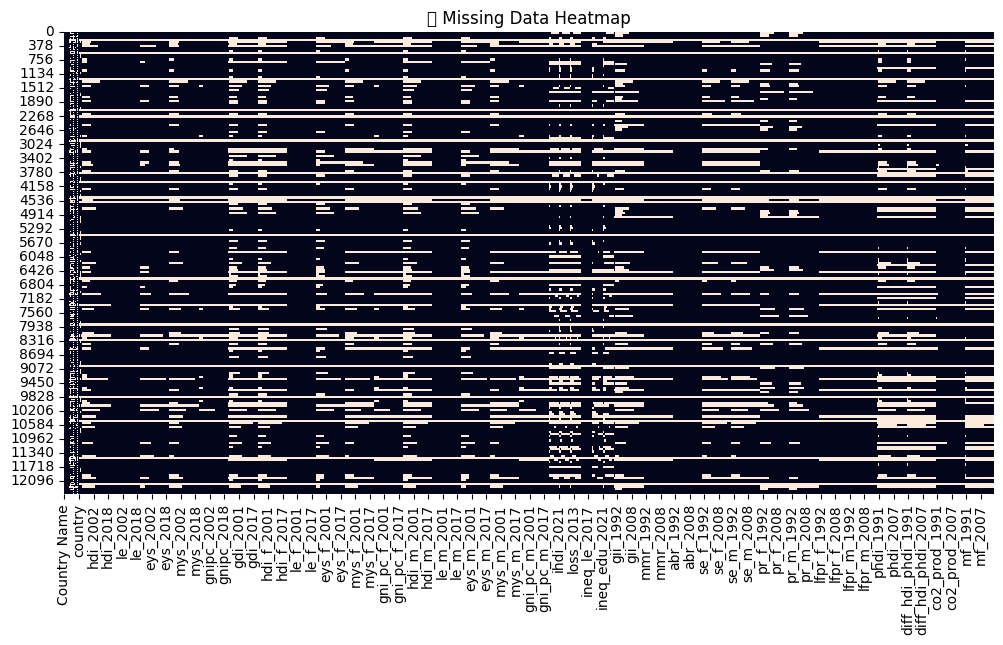 Missing Data Heatmap
0
378
756
1134
1512
1890
2268
2646
3024
3402
3780
4158
4536
4914
5292
5670
6048
6426
6804
7182
7560
7938
8316
8694
9072
9450
9828
10206
10584
10962
11340
11718
12096
Country Name
country
hdi_2002
hdi_2018
le_2002
le_2018
eys_2002
eys_2018
mys_2002
mys_2018
gnipc_2002
gnipc_2018
gdi_2001
gdi_2017
hdi_f_2001
hdi_f_2017
le_f_2001
le_f_2017
eys_f_2001
eys_f_2017
mys_f_2001
mys_f_2017
gni_pc_f_2001
gni_pc_f_2017
hdi_m_2001
hdi_m_2017
le_m_2001
le_m_2017
eys_m_2001
eys_m_2017
mys_m_2001
mys_m_2017
gni_pc_m_2001
gni_pc_m_2017
ihdi_2021
loss_2013
ineq_le_2017
ineq_edu_2021
gii_1992
gii_2008
mmr_1992
mmr_2008
abr_1992
abr_2008
se_f_1992
se_f_2008
se_m_1992
se_m_2008
pr_f_1992
pr_f_2008
pr_m_1992
pr_m_2008
lfpr_f_1992
lfpr_f_2008
lfpr_m_1992
lfpr_m_2008
phdi_1991
phdi_2007
diff_hdi_phdi_1991
diff_hdi_phdi_2007
co2_prod_1991
co2_prod_2007
mf_1991
mf_2007